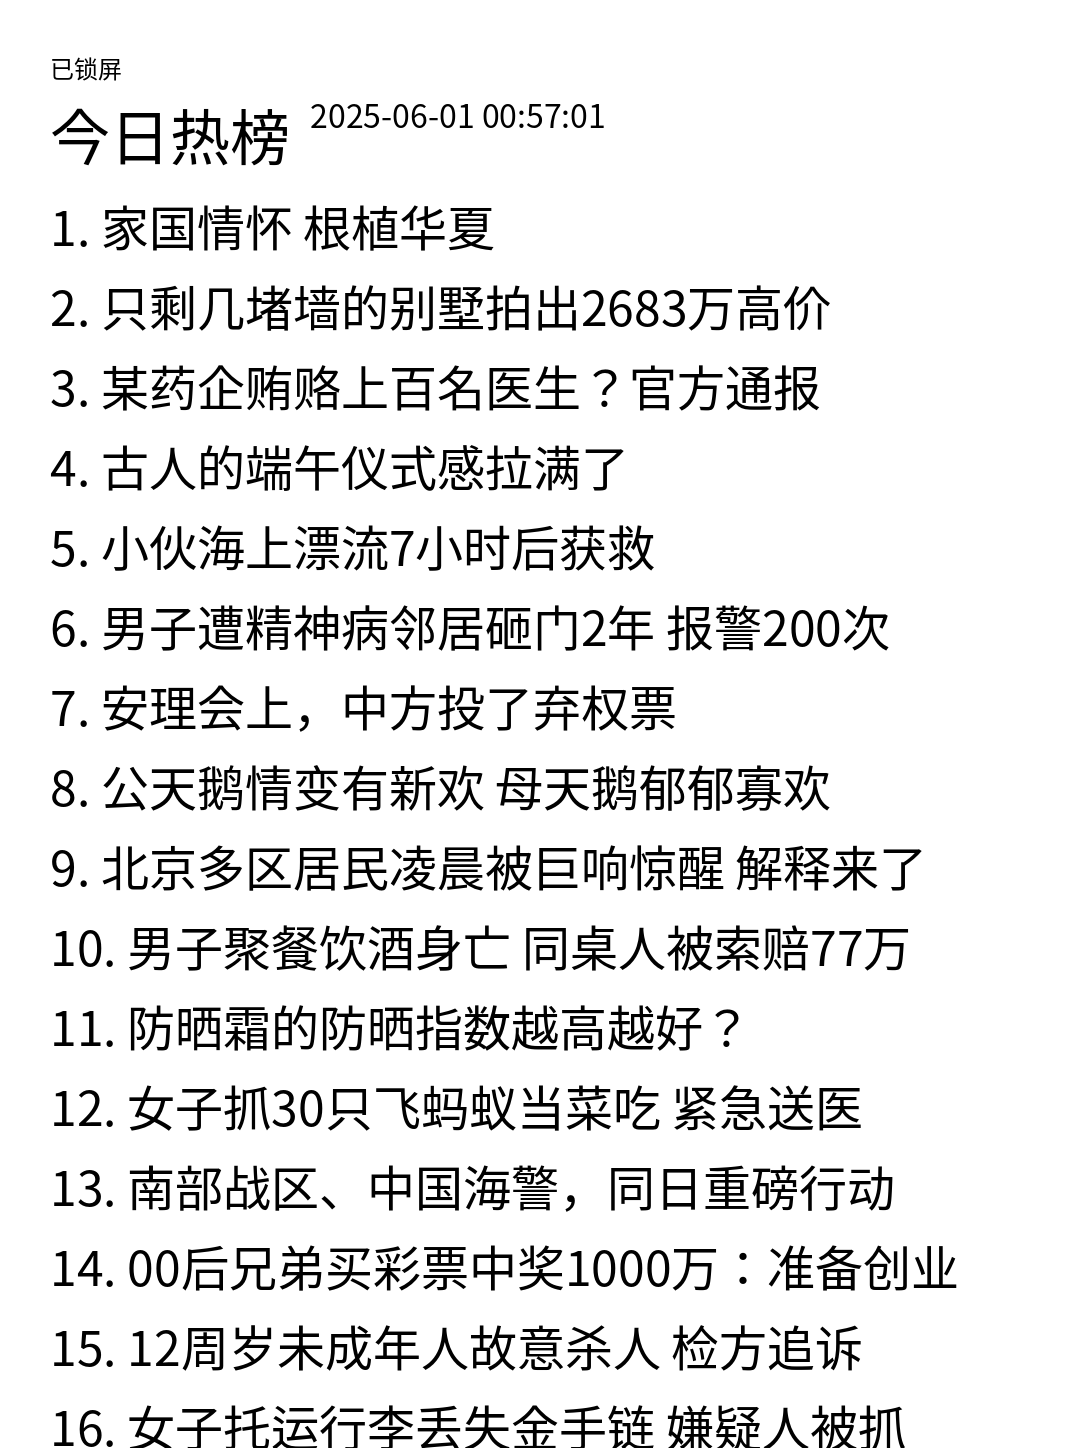 已锁屏
今日热榜 2025-06-01 00:57:01
1. 家国情怀 根植华夏
2. 只剩几堵墙的别墅拍出2683万高价
3. 某药企贿赂上百名医生？官方通报
4. 古人的端午仪式感拉满了
5. 小伙海上漂流7小时后获救
6. 男子遭精神病邻居砸门2年 报警200次
7. 安理会上，中方投了弃权票
8. 公天鹅情变有新欢 母天鹅郁郁寡欢
9. 北京多区居民凌晨被巨响惊醒 解释来了
10. 男子聚餐饮酒身亡 同桌人被索赔77万
11. 防晒霜的防晒指数越高越好？
12. 女子抓30只飞蚂蚁当菜吃 紧急送医
13. 南部战区、中国海警，同日重磅行动
14. 00后兄弟买彩票中奖1000万：准备创业
15. 12周岁未成年人故意杀人 检方追诉
16. 女子托运行李丢失金手链 嫌疑人被抓